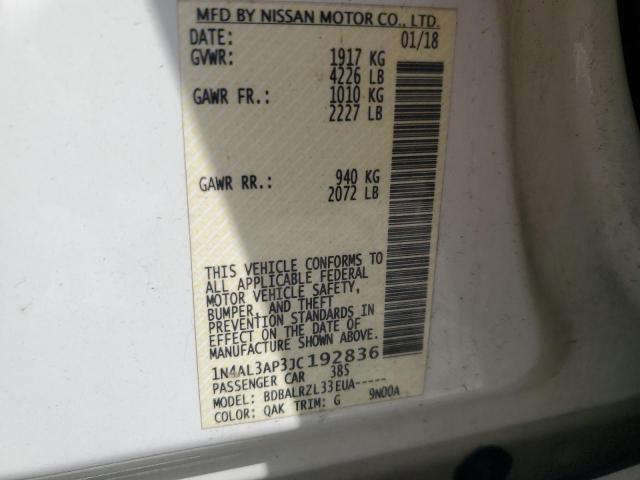 MFD BY NISSAN MOTOR CO., LTD.
DATE: 01/18
GVWR: 1917 KG
4226 LB
GAWR FR.: 1010 KG
2227 LB
GAWR RR.: 940 KG
2072 LB
THIS VEHICLE CONFORMS TO
ALL APPLICABLE FEDERAL
MOTOR VEHICLE SAFETY,
BUMPER, AND THEFT
PREVENTION STANDARDS IN
EFFECT ON THE DATE OF
MANUFACTURE SHOWN ABOVE.
1N4AL3AP3JC192836
PASSENGER CAR 385
MODEL: BDBALRZL33EUA-----
COLOR: QAK TRIM: G 9N00A